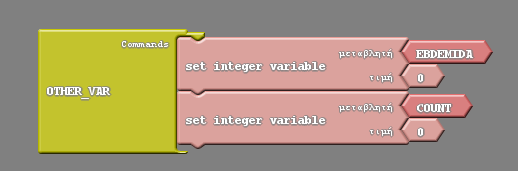 Commands
OTHER_VAR
set integer variable
μεταβλητή
EBDEMIDA
τιμή
0
set integer variable
μεταβλητή
COUNT
τιμή
0